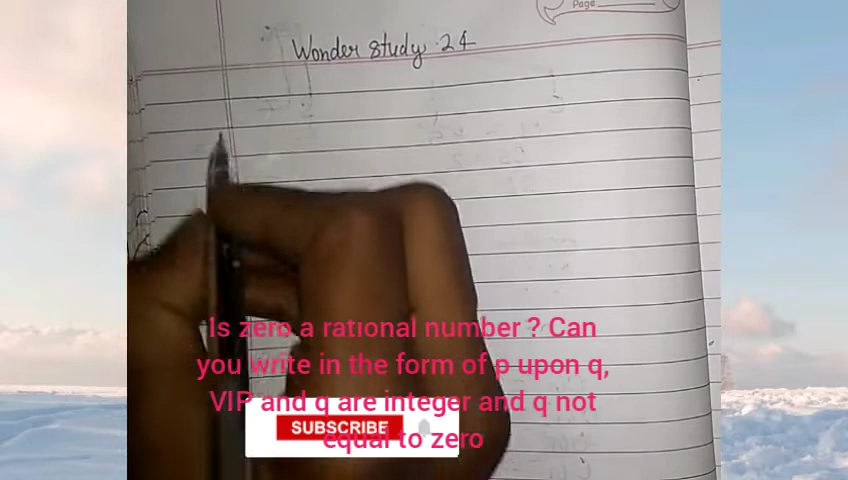 Page
Wonder Study 24
Is zero a rational number ? Can
you write in the form of p upon q,
VIP and q are integer and q not
equal to zero
SUBSCRIBE